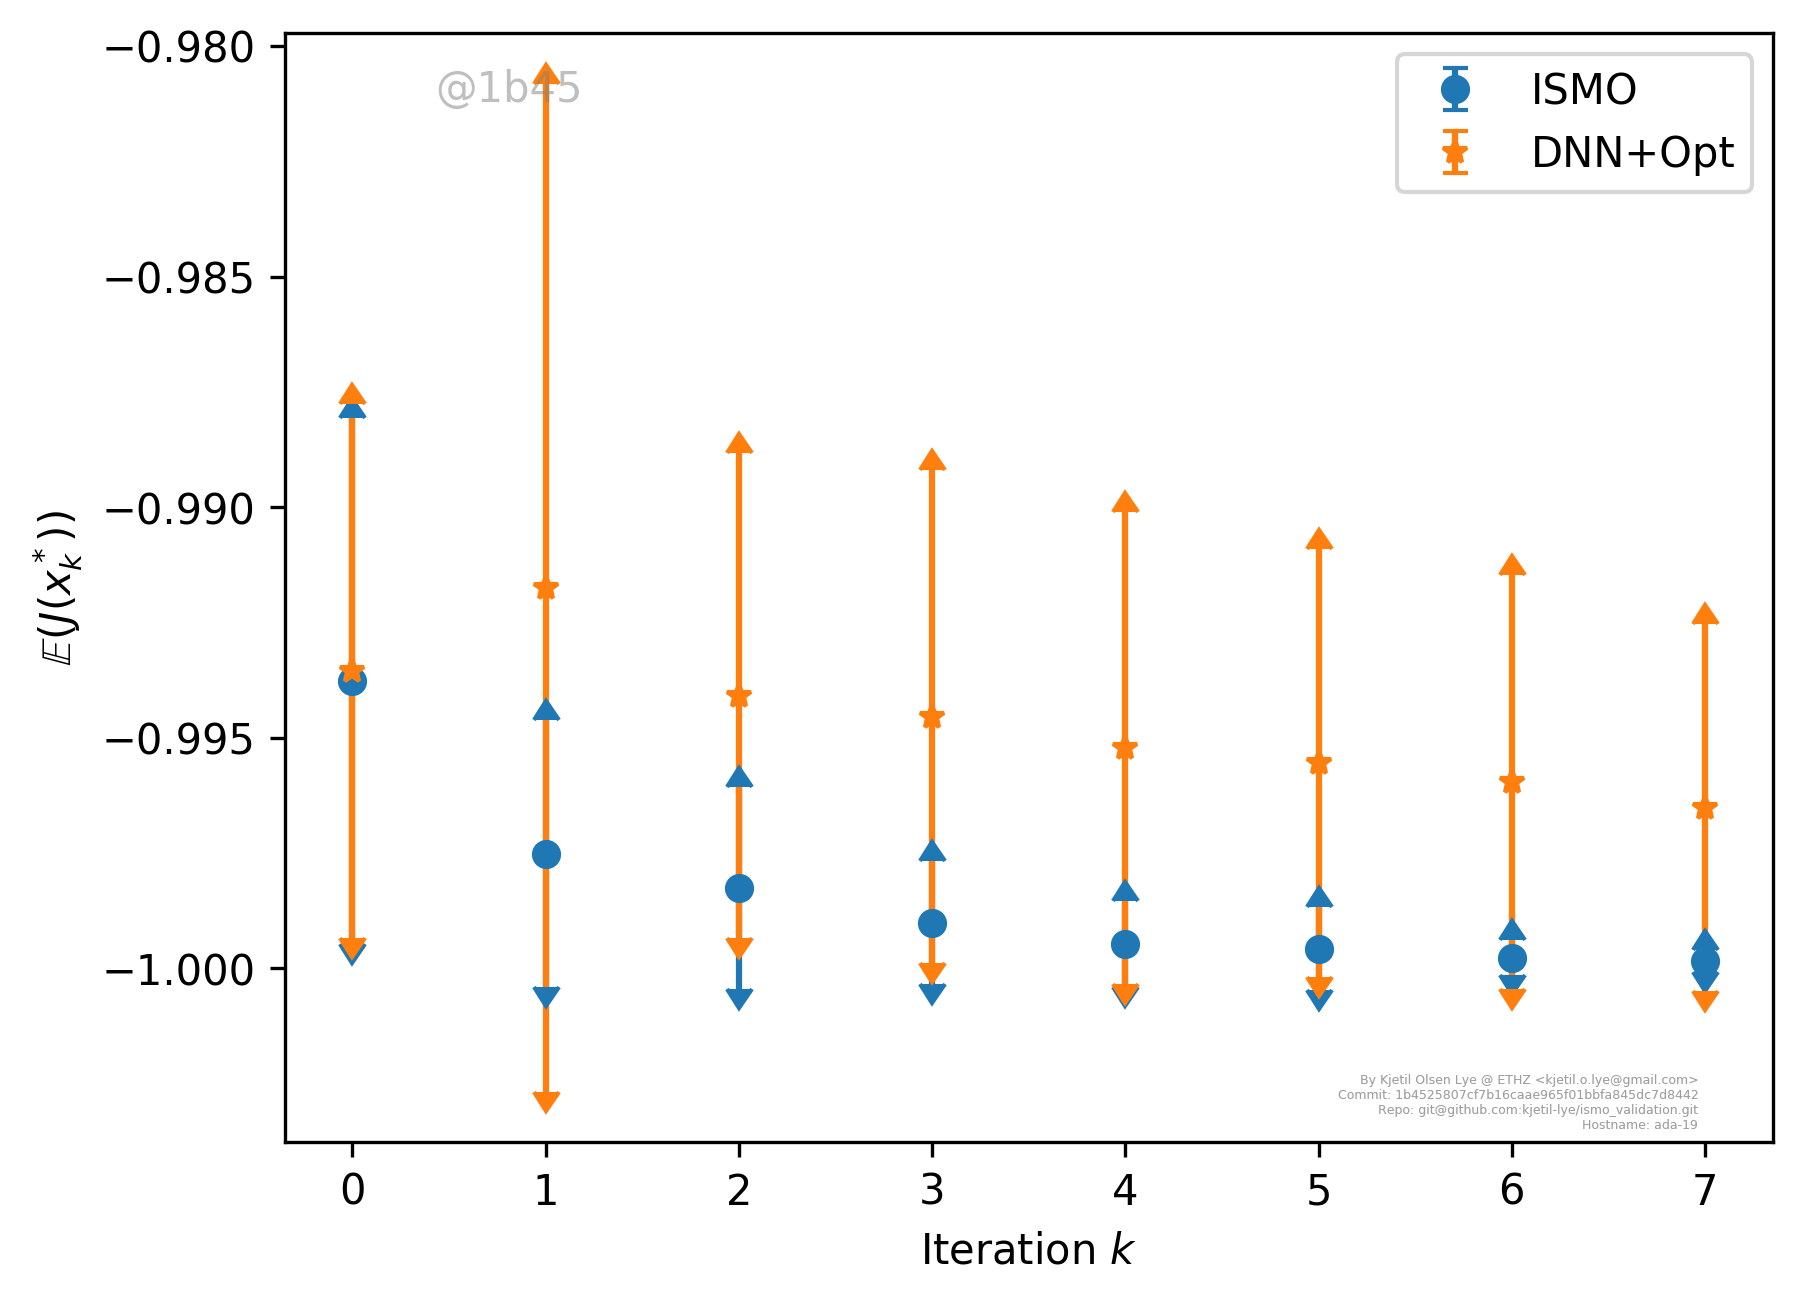 −0.980
−0.985
−0.990
−0.995
−1.000
𝔼(J(x*k))
@1b45
ISMO
DNN+Opt
By Kjetil Olsen Lye @ ETHZ <kjetil.o.lye@gmail.com>
Commit: 1b4525807cf7b16caae965f01bbfa845dc7d8442
Repo: git@github.com:kjetil-lye/ismo_validation.git
Hostname: ada-19
0 1 2 3 4 5 6 7
Iteration k